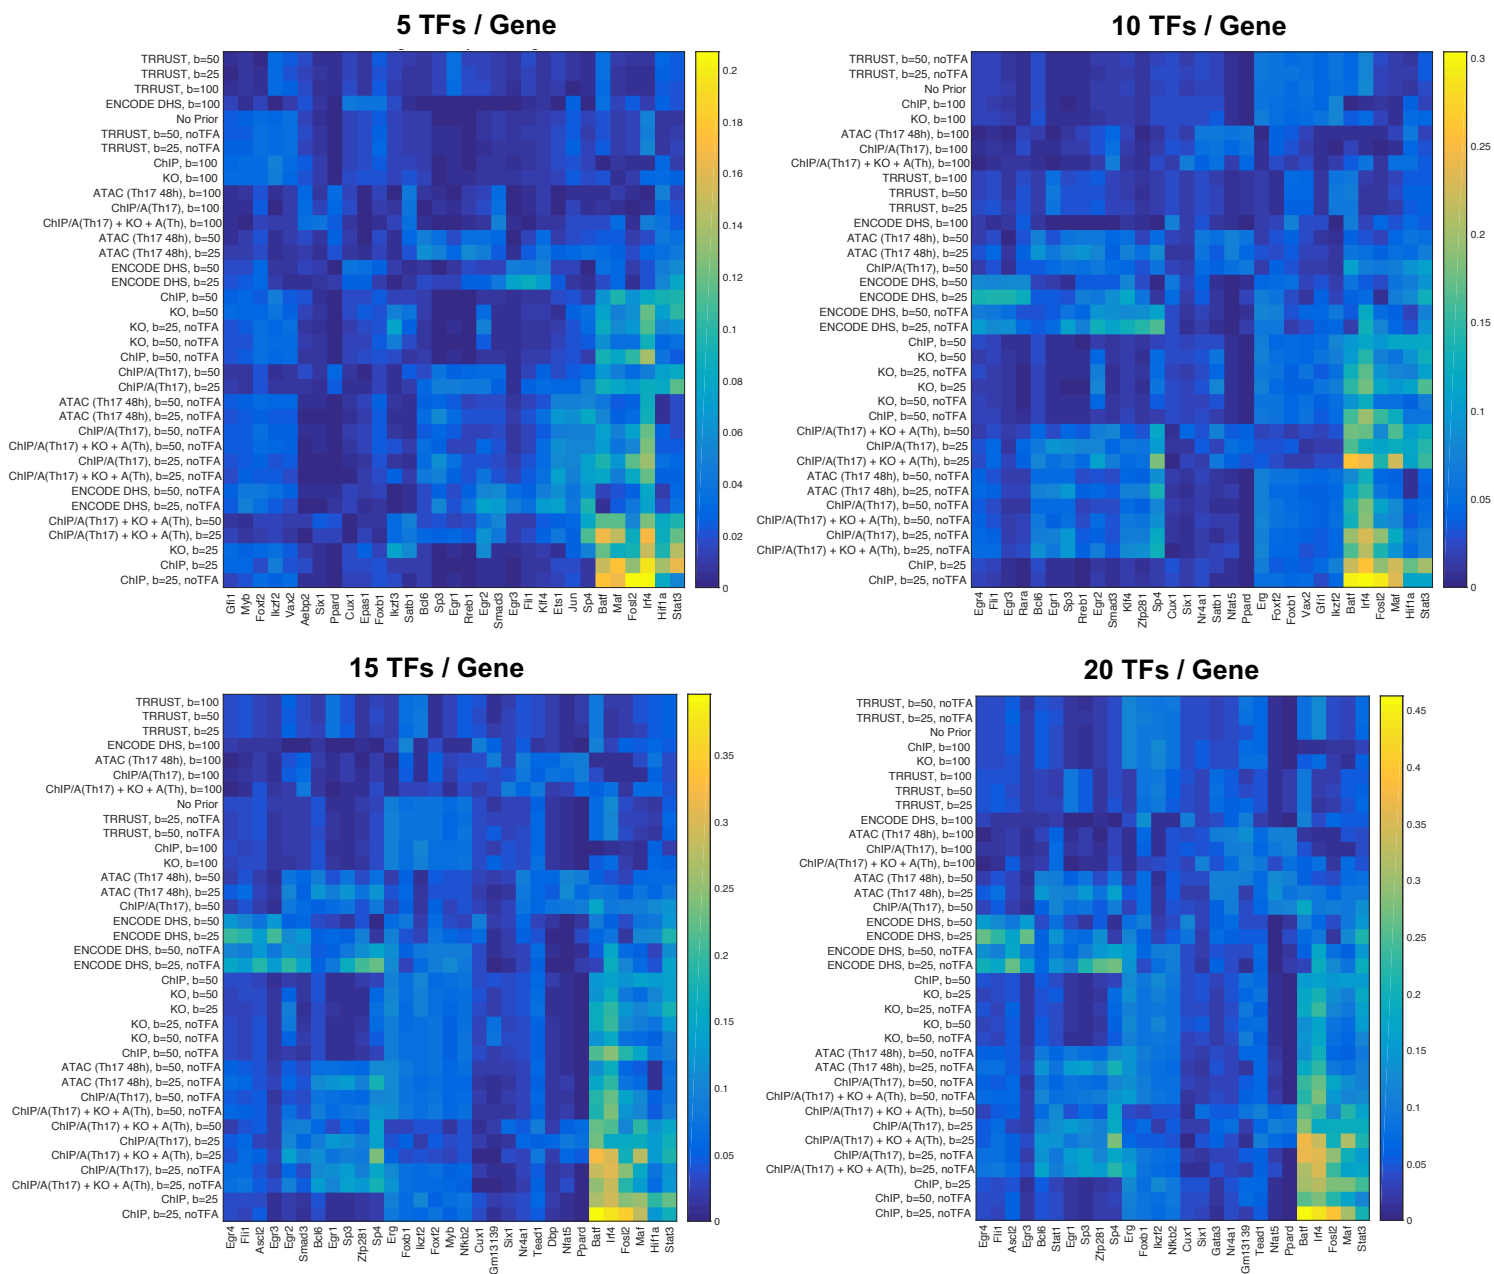 5 TFs / Gene
TRRUST, b=50
TRRUST, b=25
TRRUST, b=100
ENCODE DHS, b=100
No Prior
TRRUST, b=50, noTFA
TRRUST, b=25, noTFA
ChIP, b=100
KO, b=100
ATAC (Th17 48h), b=100
ChIP/A(Th17), b=100
ChIP/A(Th17) + KO + A(Th), b=100
ATAC (Th17 48h), b=50
ATAC (Th17 48h), b=25
ENCODE DHS, b=50
ENCODE DHS, b=25
ChIP, b=50
KO, b=50
KO, b=25, noTFA
KO, b=50, noTFA
ChIP, b=50, noTFA
ChIP/A(Th17), b=50
ChIP/A(Th17), b=25
ATAC (Th17 48h), b=50, noTFA
ATAC (Th17 48h), b=25, noTFA
ChIP/A(Th17), b=50, noTFA
ChIP/A(Th17) + KO + A(Th), b=50, noTFA
ChIP/A(Th17), b=25, noTFA
ChIP/A(Th17) + KO + A(Th), b=25, noTFA
ENCODE DHS, b=50, noTFA
ENCODE DHS, b=25, noTFA
ChIP/A(Th17) + KO + A(Th), b=50
ChIP/A(Th17) + KO + A(Th), b=25
KO, b=25
ChIP, b=25
ChIP, b=25, noTFA
Gfi1 Myb Foxf2 Ikzf2 Vax2 Aebp2 Six1 Ppard Cux1 Epas1 Foxb1 Ikzf3 Satb1 Bcl6 Sp3 Egr1 Rreb1 Egr2 Smad3 Egr3 Fli1 Klf4 Ets1 Jun Sp4 Batf Maf Fosl2 Irf4 Hif1a Stat3
0.2
0.18
0.16
0.14
0.12
0.1
0.08
0.06
0.04
0.02
0
10 TFs / Gene
TRRUST, b=50, noTFA
TRRUST, b=25, noTFA
No Prior
ChIP, b=100
KO, b=100
ATAC (Th17 48h), b=100
ChIP/A(Th17), b=100
ChIP/A(Th17) + KO + A(Th), b=100
TRRUST, b=100
TRRUST, b=50
TRRUST, b=25
ENCODE DHS, b=100
ATAC (Th17 48h), b=50
ATAC (Th17 48h), b=25
ChIP/A(Th17), b=50
ENCODE DHS, b=50
ENCODE DHS, b=25
ENCODE DHS, b=50, noTFA
ENCODE DHS, b=25, noTFA
ChIP, b=50
KO, b=50
KO, b=25, noTFA
KO, b=25
KO, b=50, noTFA
ChIP, b=50, noTFA
ChIP/A(Th17) + KO + A(Th), b=50
ChIP/A(Th17), b=25
ChIP/A(Th17) + KO + A(Th), b=25
ATAC (Th17 48h), b=50, noTFA
ATAC (Th17 48h), b=25, noTFA
ChIP/A(Th17), b=50, noTFA
ChIP/A(Th17) + KO + A(Th), b=50, noTFA
ChIP/A(Th17), b=25, noTFA
ChIP/A(Th17) + KO + A(Th), b=25, noTFA
ChIP, b=25
ChIP, b=25, noTFA
Egr4 Fli1 Egr3 Rara Bcl6 Egr1 Sp3 Rreb1 Egr2 Smad3 Klf4 Zfp281 Sp4 Cux1 Six1 Nr4a1 Satb1 Nfat5 Ppard Erg Foxf2 Foxb1 Vax2 Gfi1 Ikzf2 Batf Irf4 Fosl2 Maf Hif1a Stat3
0.3
0.25
0.2
0.15
0.1
0.05
0
15 TFs / Gene
TRRUST, b=100
TRRUST, b=50
TRRUST, b=25
ENCODE DHS, b=100
ATAC (Th17 48h), b=100
ChIP/A(Th17), b=100
ChIP/A(Th17) + KO + A(Th), b=100
No Prior
TRRUST, b=25, noTFA
TRRUST, b=50, noTFA
ChIP, b=100
KO, b=100
ATAC (Th17 48h), b=50
ATAC (Th17 48h), b=25
ChIP/A(Th17), b=50
ENCODE DHS, b=50
ENCODE DHS, b=25
ENCODE DHS, b=50, noTFA
ENCODE DHS, b=25, noTFA
ChIP, b=50
KO, b=50
KO, b=25
KO, b=25, noTFA
KO, b=50, noTFA
ChIP, b=50, noTFA
ATAC (Th17 48h), b=50, noTFA
ATAC (Th17 48h), b=25, noTFA
ChIP/A(Th17), b=50, noTFA
ChIP/A(Th17) + KO + A(Th), b=50, noTFA
ChIP/A(Th17) + KO + A(Th), b=50
ChIP/A(Th17), b=25
ChIP/A(Th17) + KO + A(Th), b=25
ChIP/A(Th17), b=25, noTFA
ChIP/A(Th17) + KO + A(Th), b=25, noTFA
ChIP, b=25
ChIP, b=25, noTFA
Egr4 Fli1 Ascl2 Egr3 Egr2 Smad3 Bcl6 Egr1 Sp3 Zfp281 Sp4 Erg Foxb1 Ikzf2 Foxf2 Myb Nfkb2 Cux1 Gm13139 Six1 Nr4a1 Tead1 Dbp Nfat5 Ppard Batf Irf4 Fosl2 Maf Hif1a Stat3
0.35
0.3
0.25
0.2
0.15
0.1
0.05
0
20 TFs / Gene
TRRUST, b=50, noTFA
TRRUST, b=25, noTFA
No Prior
ChIP, b=100
KO, b=100
TRRUST, b=100
TRRUST, b=50
TRRUST, b=25
ENCODE DHS, b=100
ATAC (Th17 48h), b=100
ChIP/A(Th17), b=100
ChIP/A(Th17) + KO + A(Th), b=100
ATAC (Th17 48h), b=50
ATAC (Th17 48h), b=25
ChIP/A(Th17), b=50
ENCODE DHS, b=50
ENCODE DHS, b=25
ENCODE DHS, b=50, noTFA
ENCODE DHS, b=25, noTFA
ChIP, b=50
KO, b=25
KO, b=25, noTFA
KO, b=50
KO, b=50, noTFA
ATAC (Th17 48h), b=50, noTFA
ATAC (Th17 48h), b=25, noTFA
ChIP/A(Th17), b=50, noTFA
ChIP/A(Th17) + KO + A(Th), b=50, noTFA
ChIP/A(Th17) + KO + A(Th), b=50
ChIP/A(Th17), b=25
ChIP/A(Th17) + KO + A(Th), b=25
ChIP/A(Th17), b=25, noTFA
ChIP/A(Th17) + KO + A(Th), b=25, noTFA
ChIP, b=25
ChIP, b=50, noTFA
ChIP, b=25, noTFA
Egr4 Fli1 Ascl2 Egr3 Bcl6 Stat1 Egr1 Sp3 Zfp281 Sp4 Erg Foxb1 Ikzf2 Nfkb2 Cux1 Six1 Gata3 Nr4a1 Gm13139 Tead1 Nfat5 Ppard Batf Irf4 Fosl2 Maf Stat3
0.45
0.4
0.35
0.3
0.25
0.2
0.15
0.1
0.05
0